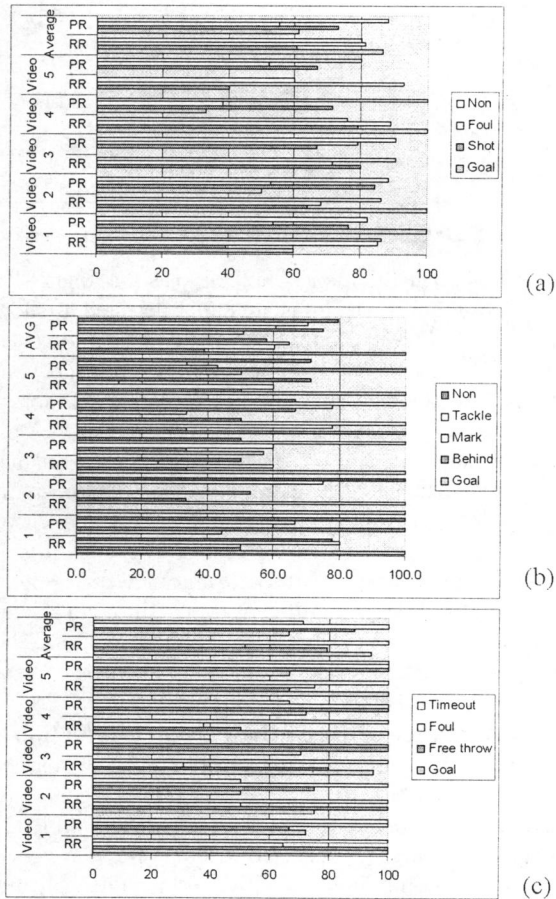 Average PR
RR
Video 5 PR
RR
Video 4 PR
RR
Video 3 PR
RR
Video 2 PR
RR
Video 1 PR
RR
0 20 40 60 80 100
Non
Foul
Shot
Goal
(a)
AVG PR
RR
5 PR
RR
4 PR
RR
3 PR
RR
2 PR
RR
1 PR
RR
0.0 20.0 40.0 60.0 80.0 100.0
Non
Tackle
Mark
Behind
Goal
(b)
Average PR
RR
Video 5 PR
RR
Video 4 PR
RR
Video 3 PR
RR
Video 2 PR
RR
Video 1 PR
RR
0 20 40 60 80 100
Timeout
Foul
Free throw
Goal
(c)